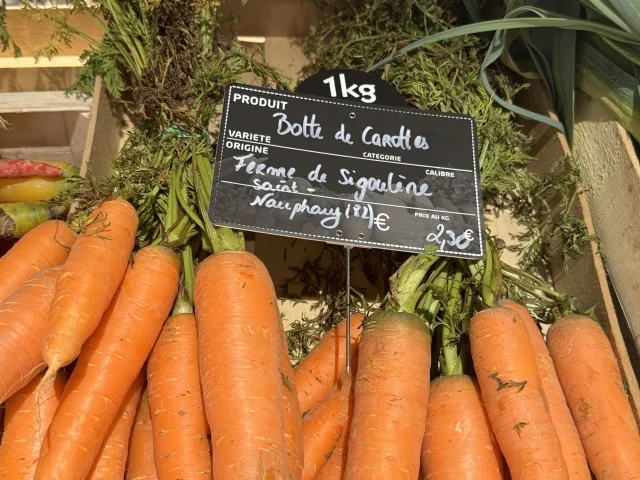 1kg
PRODUIT
Botte de Carottes
VARIETE CATEGORIE CALIBRE
ORIGINE
Ferme de Sigoulène
Saint-
Nauphary (82) € PRIX AU KG
2,30€